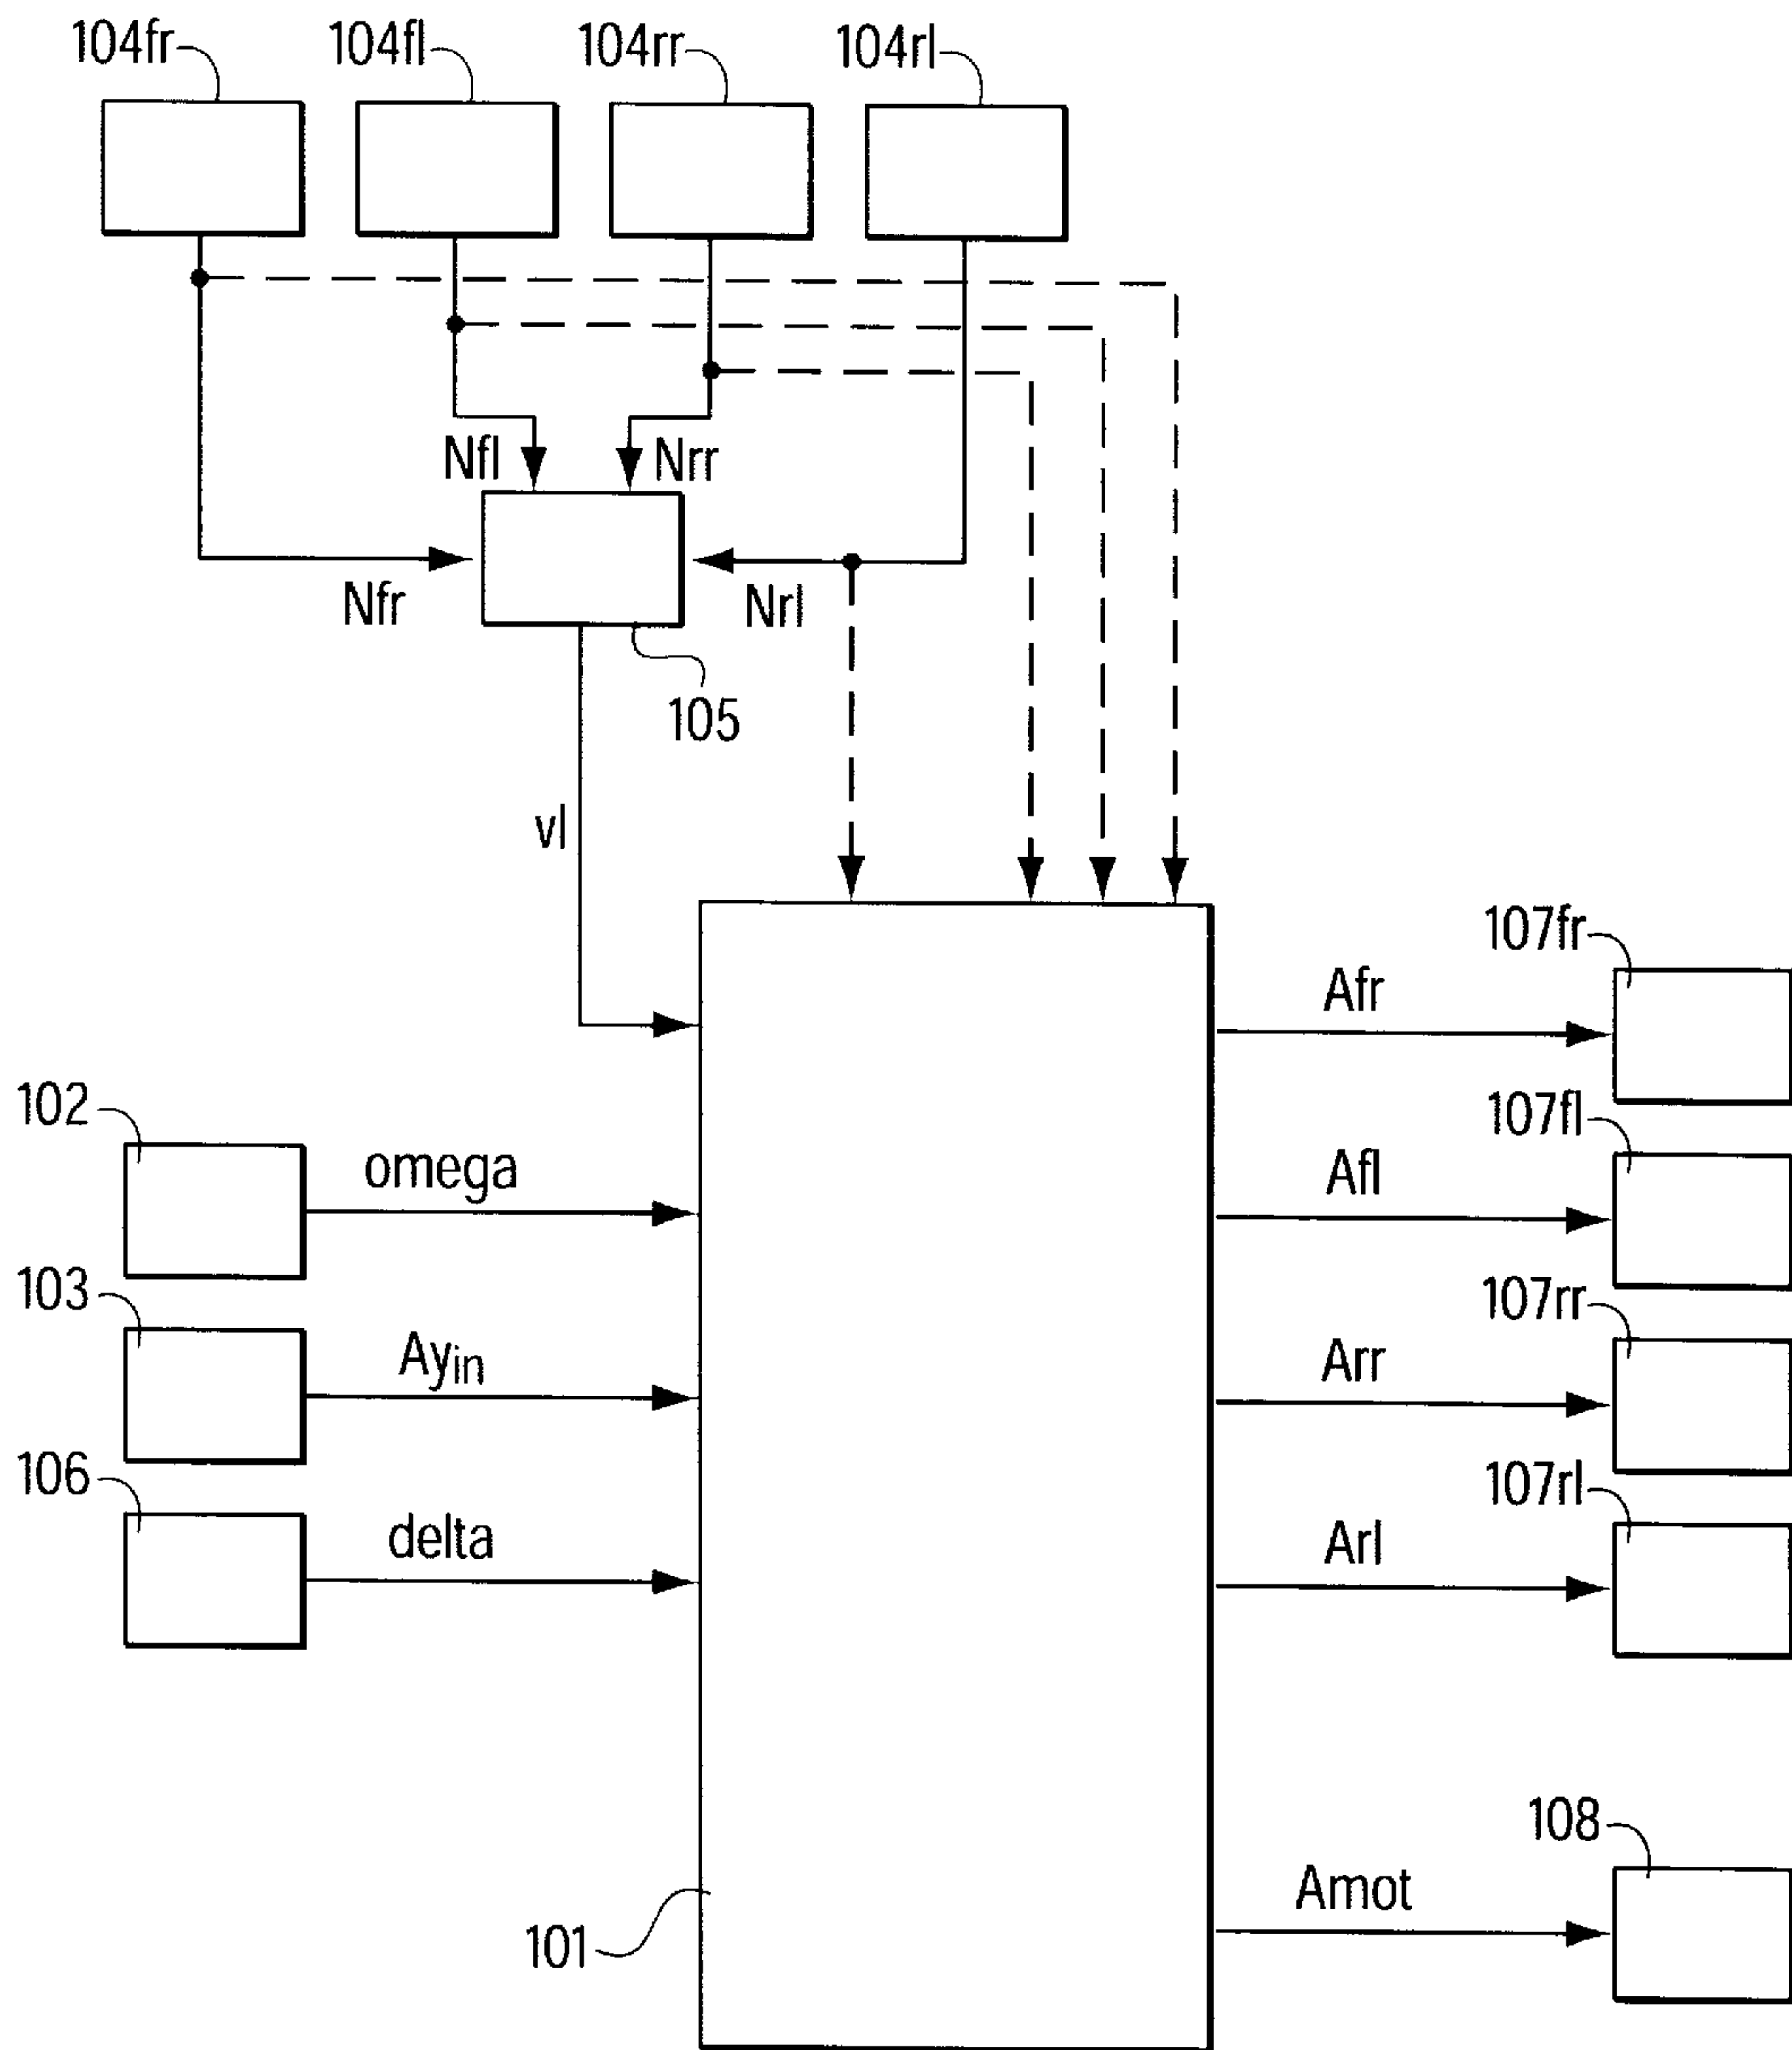 104fr
104fl
104rr
104rl
Nfl
Nrr
Nfr
Nrl
105
vl
107fr
Afr
102
omega
107fl
Afl
103
Ayin
107rr
Arr
106
delta
107rl
Arl
108
Amot
101